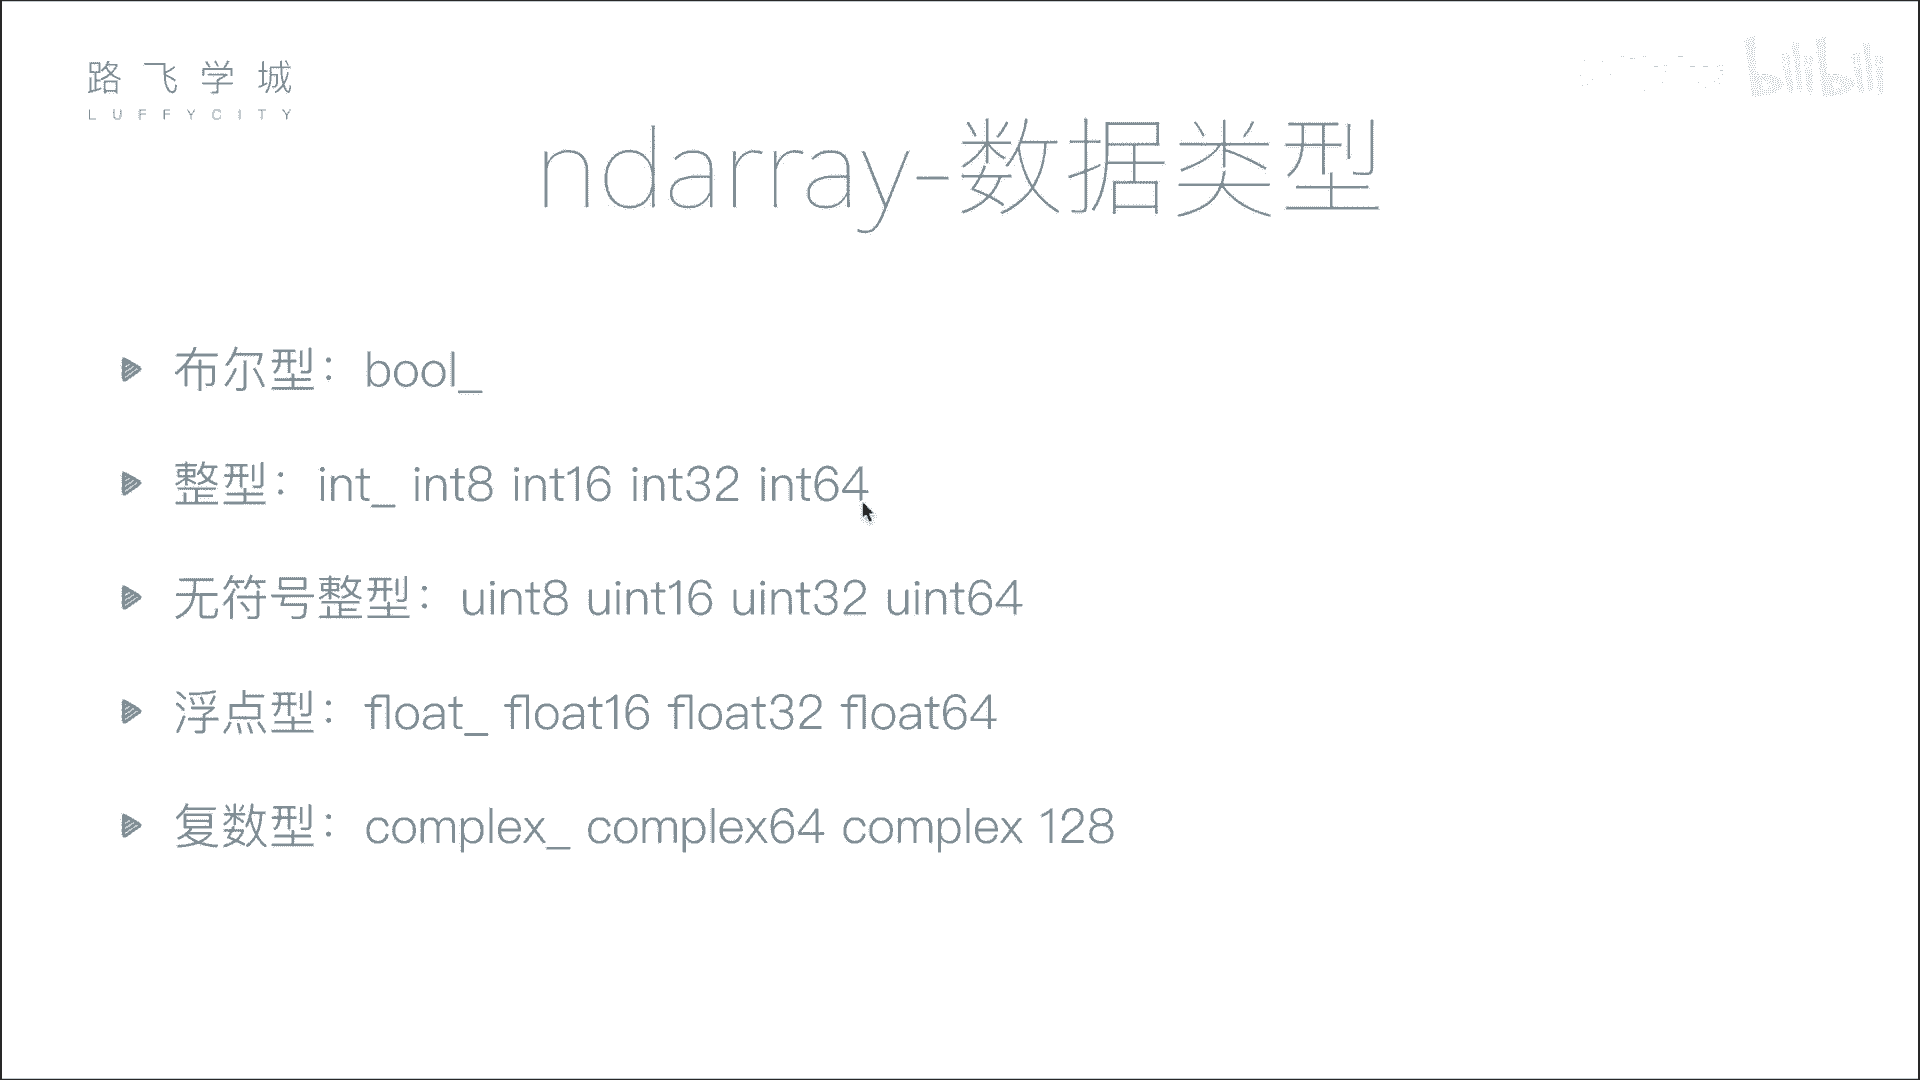 路飞学城
LUFFYCITY
bilibili
ndarray-数据类型
布尔型：bool_
整型：int_ int8 int16 int32 int64
无符号整型：uint8 uint16 uint32 uint64
浮点型：float_ float16 float32 float64
复数型：complex_ complex64 complex 128